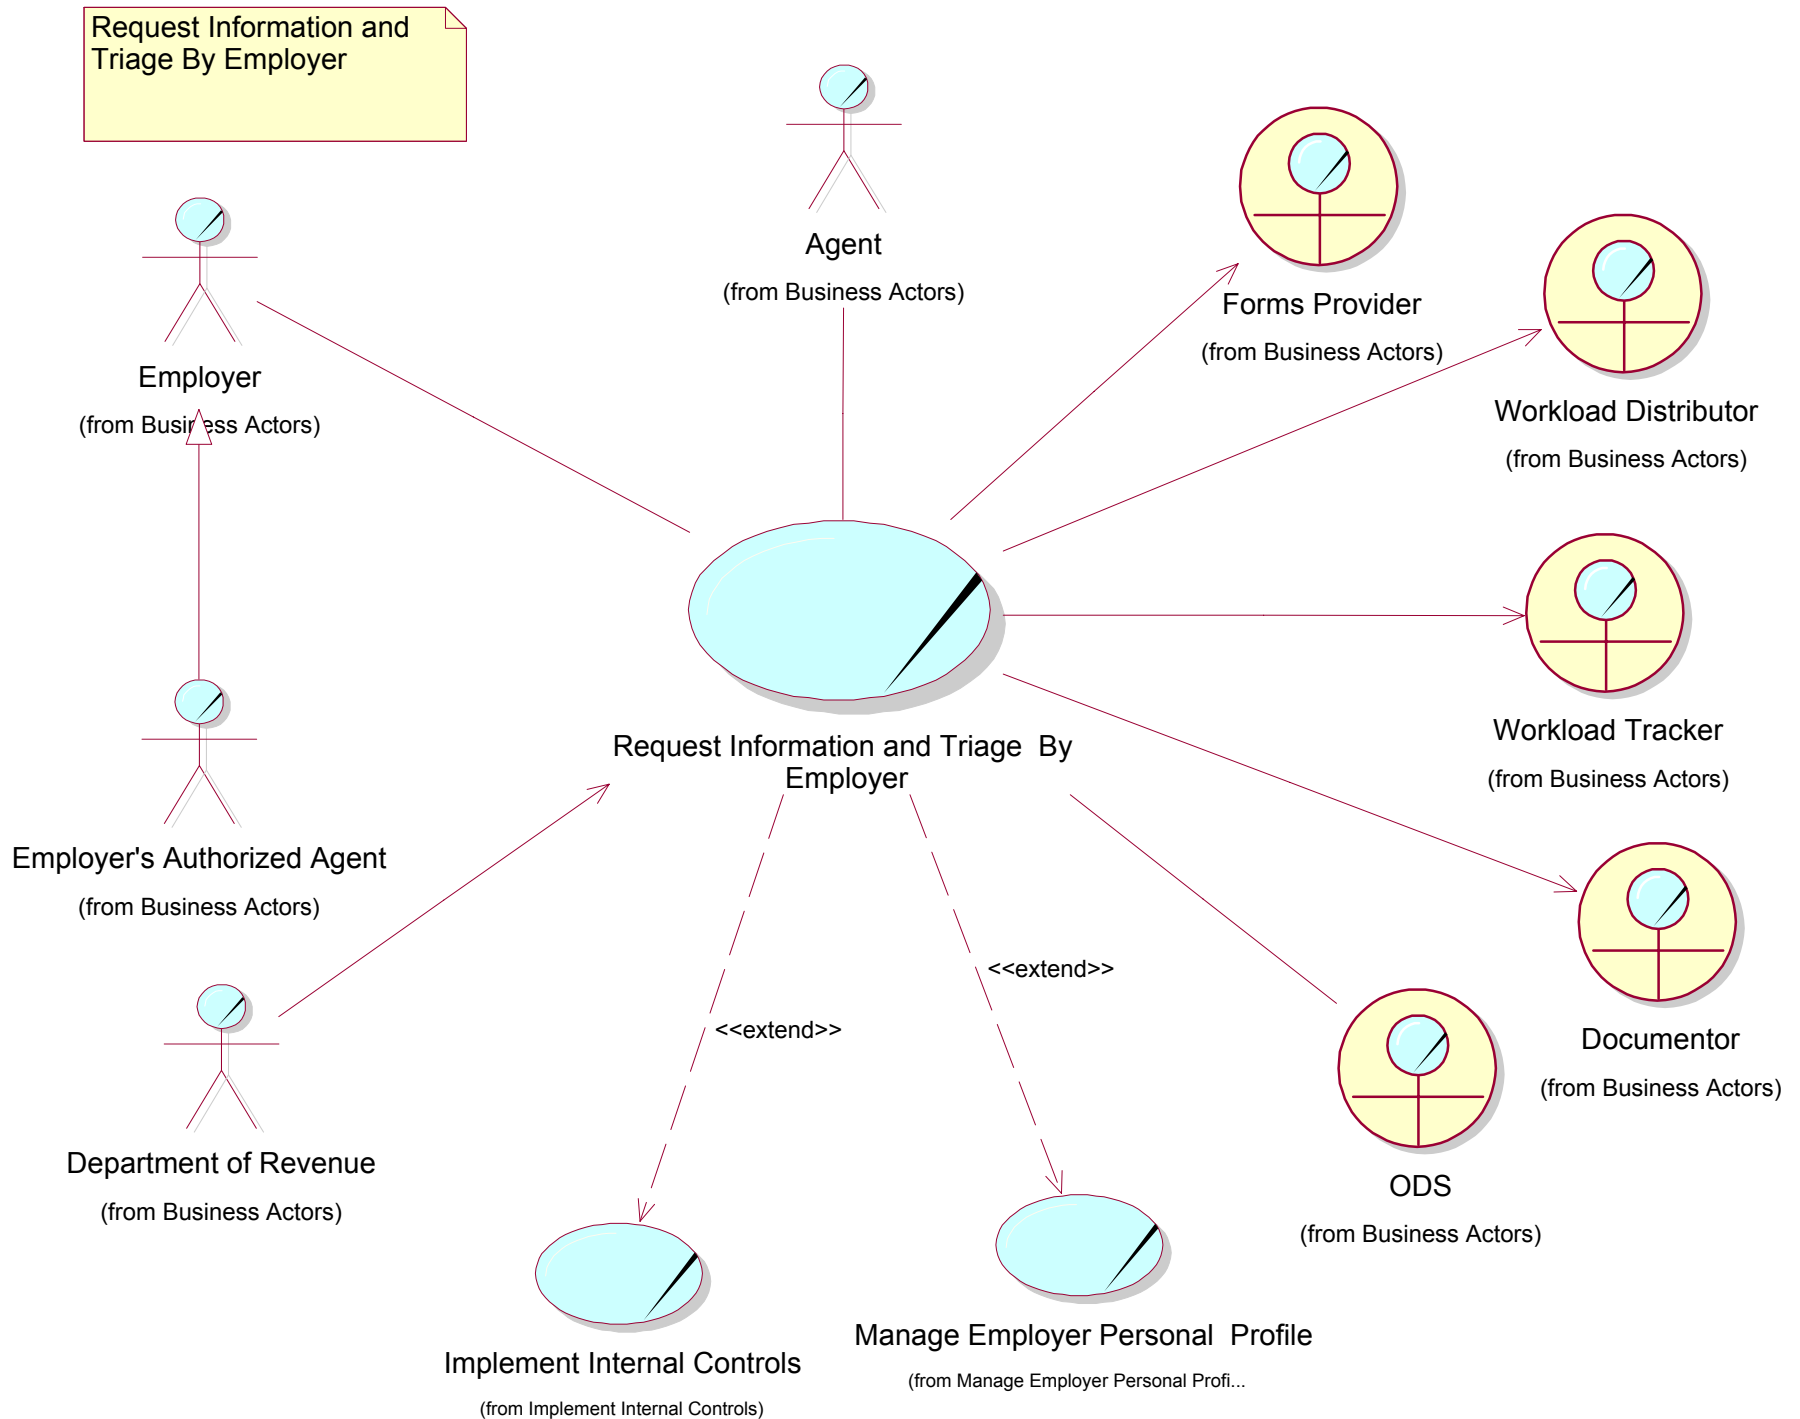 Request Information and
Triage By Employer
Agent
(from Business Actors)
Forms Provider
(from Business Actors)
Employer
(from Business Actors)
Workload Distributor
(from Business Actors)
Workload Tracker
(from Business Actors)
Request Information and Triage  By
Employer
Employer's Authorized Agent
(from Business Actors)
<<extend>>
<<extend>>
Documentor
(from Business Actors)
Department of Revenue
(from Business Actors)
ODS
(from Business Actors)
Manage Employer Personal  Profile
(from Manage Employer Personal Profi...
Implement Internal Controls
(from Implement Internal Controls)